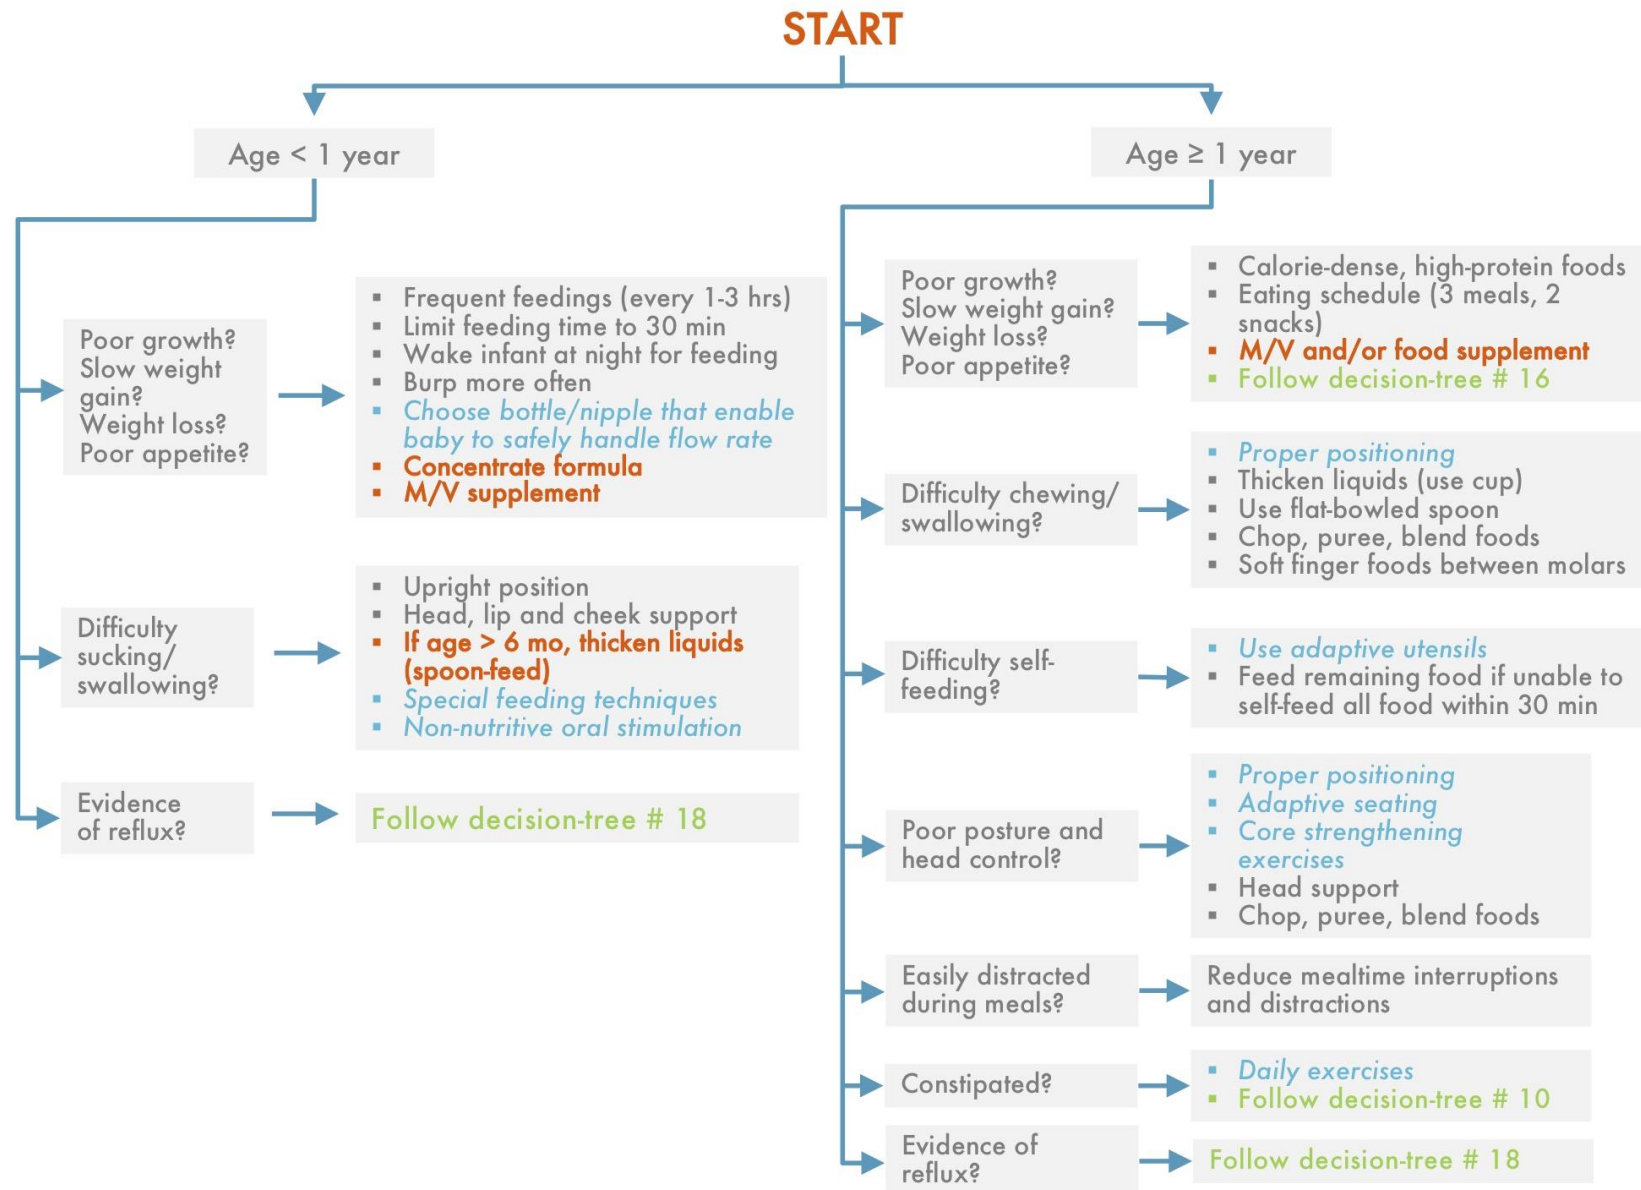 START
Age < 1 year
Poor growth?
Slow weight
gain?
Weight loss?
Poor appetite?
▪ Frequent feedings (every 1-3 hrs)
▪ Limit feeding time to 30 min
▪ Wake infant at night for feeding
▪ Burp more often
▪ Choose bottle/nipple that enable
baby to safely handle flow rate
▪ Concentrate formula
▪ M/V supplement
Difficulty
sucking/
swallowing?
▪ Upright position
▪ Head, lip and cheek support
▪ If age > 6 mo, thicken liquids
(spoon-feed)
▪ Special feeding techniques
▪ Non-nutritive oral stimulation
Evidence
of reflux?
Follow decision-tree # 18
Age ≥ 1 year
Poor growth?
Slow weight gain?
Weight loss?
Poor appetite?
▪ Calorie-dense, high-protein foods
▪ Eating schedule (3 meals, 2
snacks)
▪ M/V and/or food supplement
▪ Follow decision-tree # 16
Difficulty chewing/
swallowing?
▪ Proper positioning
▪ Thicken liquids (use cup)
▪ Use flat-bowled spoon
▪ Chop, puree, blend foods
▪ Soft finger foods between molars
Difficulty self-
feeding?
▪ Use adaptive utensils
▪ Feed remaining food if unable to
self-feed all food within 30 min
Poor posture and
head control?
▪ Proper positioning
▪ Adaptive seating
▪ Core strengthening
exercises
▪ Head support
▪ Chop, puree, blend foods
Easily distracted
during meals?
Reduce mealtime interruptions
and distractions
Constipated?
▪ Daily exercises
▪ Follow decision-tree # 10
Evidence of
reflux?
Follow decision-tree # 18